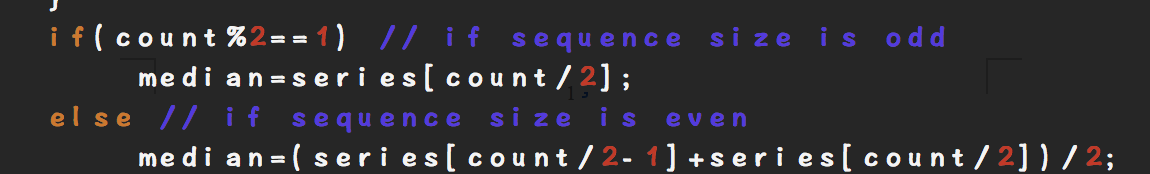 }
if(count%2==1) // if sequence size is odd
median=series[count/2];
else // if sequence size is even
median=(series[count/2-1]+series[count/2])/2;